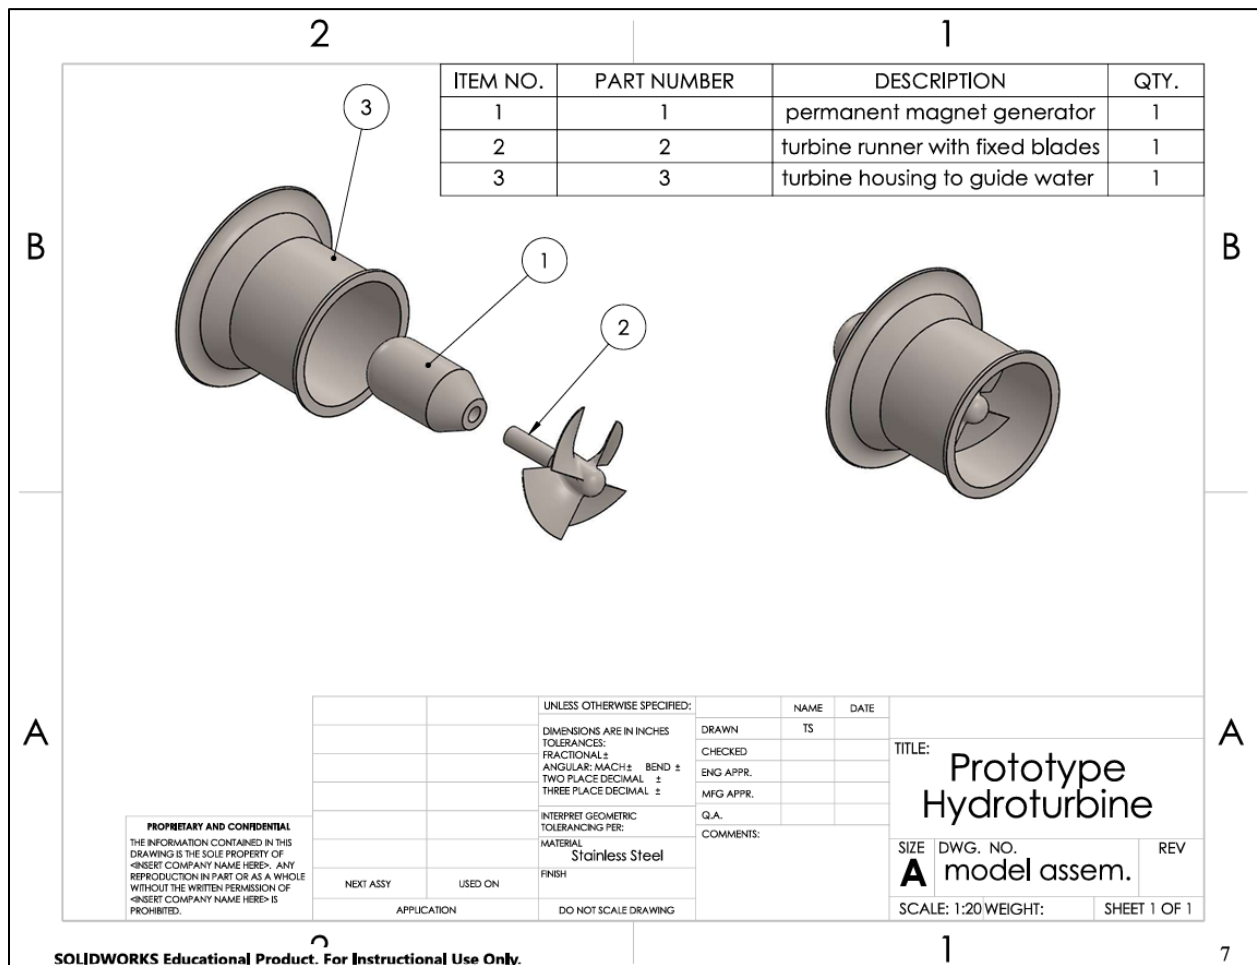 2 1
ITEM NO. PART NUMBER DESCRIPTION QTY.
1 1 permanent magnet generator 1
2 2 turbine runner with fixed blades 1
3 3 turbine housing to guide water 1
3
1
2
B B
A A
UNLESS OTHERWISE SPECIFIED:
DIMENSIONS ARE IN INCHES
TOLERANCES:
FRACTIONAL ±
ANGULAR: MACH ± BEND ±
TWO PLACE DECIMAL ±
THREE PLACE DECIMAL ±
INTERPRET GEOMETRIC
TOLERANCING PER:
MATERIAL
Stainless Steel
FINISH
DO NOT SCALE DRAWING
NAME DATE
DRAWN TS
CHECKED
ENG APPR.
MFG APPR.
Q.A.
COMMENTS:
TITLE:
Prototype
Hydroturbine
SIZE DWG. NO. REV
A model assem.
SCALE: 1:20 WEIGHT: SHEET 1 OF 1
PROPRIETARY AND CONFIDENTIAL
THE INFORMATION CONTAINED IN THIS
DRAWING IS THE SOLE PROPERTY OF
<INSERT COMPANY NAME HERE>. ANY
REPRODUCTION IN PART OR AS A WHOLE
WITHOUT THE WRITTEN PERMISSION OF
<INSERT COMPANY NAME HERE> IS
PROHIBITED.
NEXT ASSY USED ON
APPLICATION
2 1
SOLIDWORKS Educational Product. For Instructional Use Only.
7